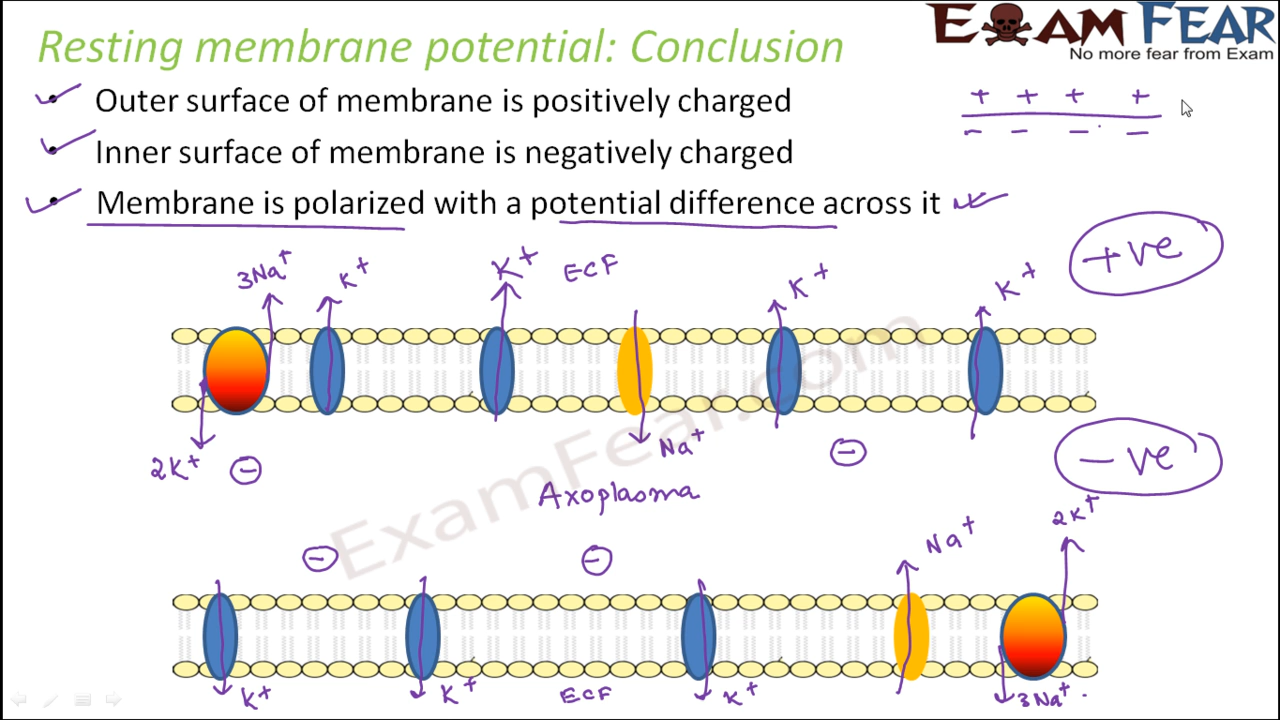 Resting membrane potential: Conclusion
EXAM FEAR
No more fear from Exam
• Outer surface of membrane is positively charged
+ + + +
− − − −
• Inner surface of membrane is negatively charged
• Membrane is polarized with a potential difference across it
+ve
3Na+ K+ K+ ECF K+ K+
2K+ − Na+ − −ve
Axoplasma
ExamFear.com
− − Na+ 2K+
K+ K+ ECF K+ 3Na+